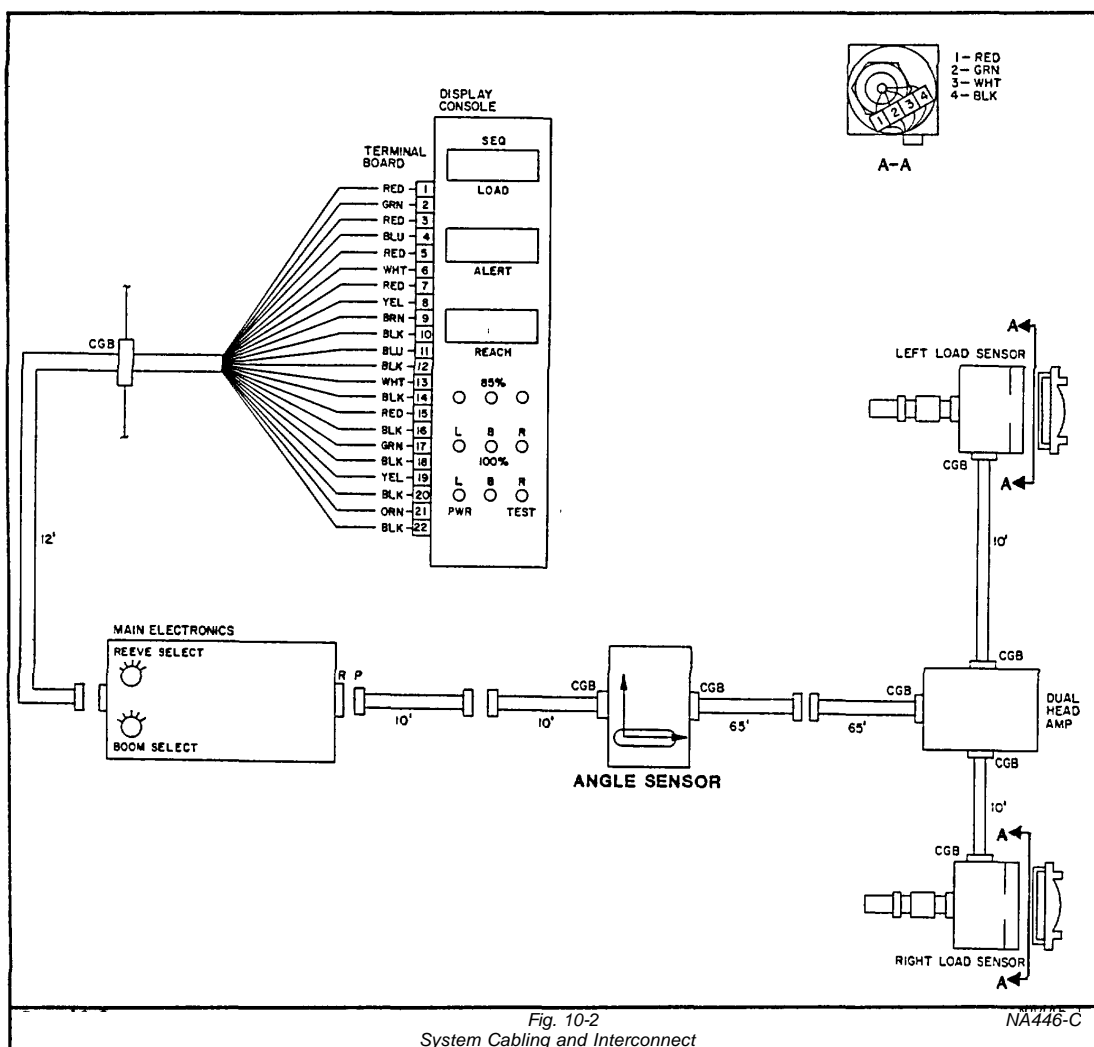 1 - RED
2 - GRN
3 - WHT
4 - BLK
1 2 3 4
A-A
DISPLAY
CONSOLE
SEQ
LOAD
ALERT
REACH
85%
L B R
100%
L B R
PWR TEST
TERMINAL
BOARD
RED 1
GRN 2
RED 3
BLU 4
RED 5
WHT 6
RED 7
YEL 8
BRN 9
BLK 10
BLU 11
BLK 12
WHT 13
BLK 14
RED 15
BLK 16
GRN 17
BLK 18
YEL 19
BLK 20
ORN 21
BLK 22
CGB
12'
A
LEFT LOAD SENSOR
CGB
A
10'
MAIN ELECTRONICS
REEVE SELECT
BOOM SELECT
R P
10'
10'
CGB
CGB
ANGLE SENSOR
65'
65'
CGB
CGB
DUAL
HEAD
AMP
CGB
10'
A
CGB
RIGHT LOAD SENSOR
A
Fig. 10-2
System Cabling and Interconnect
NA446-C